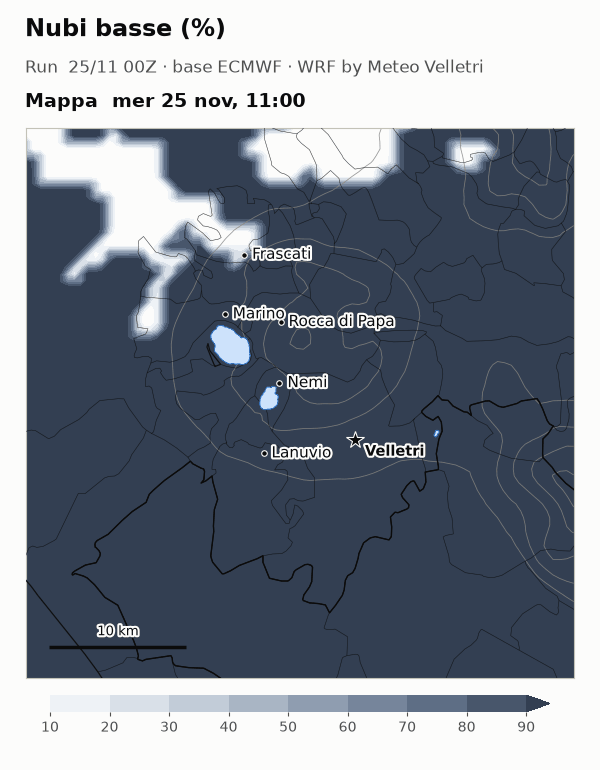 Nubi basse (%)
Run  25/11 00Z · base ECMWF · WRF by Meteo Velletri
Mappa  mer 25 nov, 11:00
Frascati
Marino
Rocca di Papa
Nemi
Velletri
Lanuvio
10 km
10 20 30 40 50 60 70 80 90